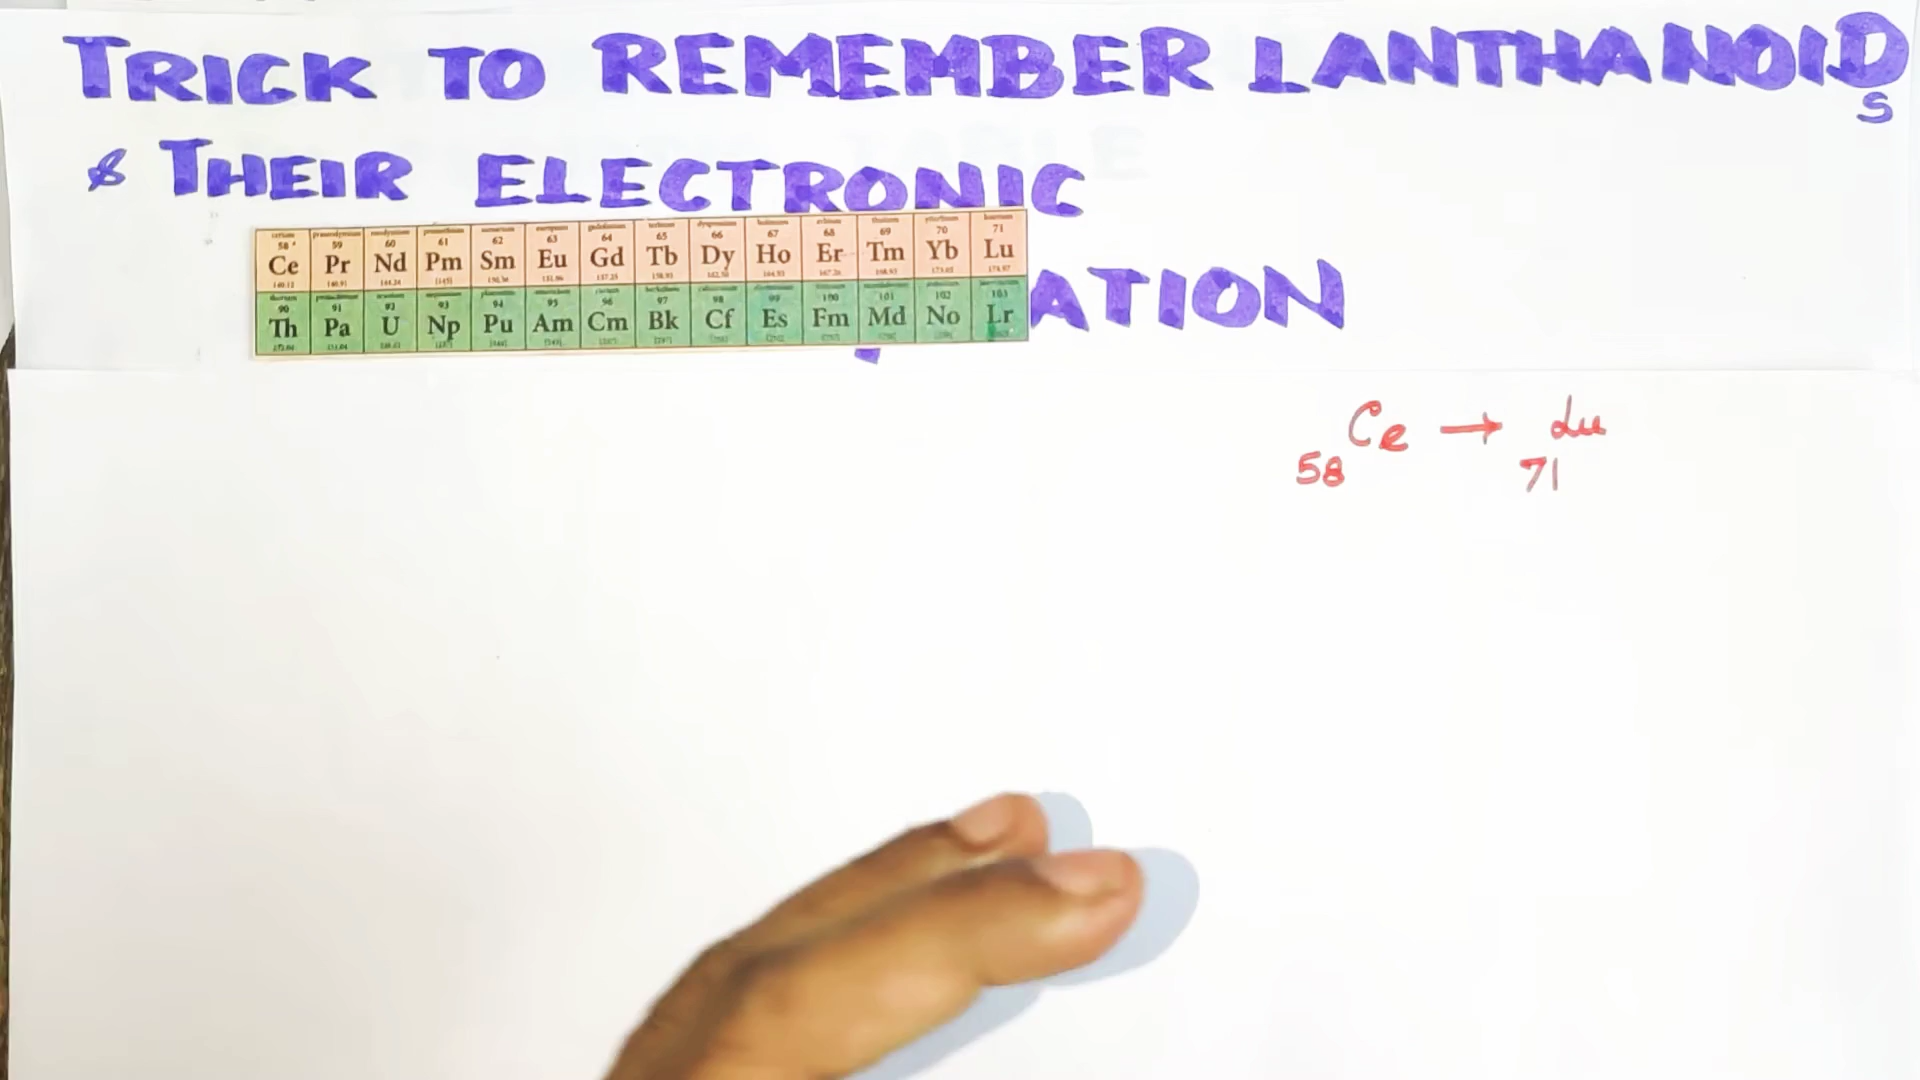 TRICK TO REMEMBER LANTHANOIDS
& THEIR ELECTRONIC
ATION
58 59 60 61 62 63 64 65 66 67 68 69 70 71
Ce Pr Nd Pm Sm Eu Gd Tb Dy Ho Er Tm Yb Lu
90 91 93 94 95 96 97 98 99 100 101 102 103
Th Pa U Np Pu Am Cm Bk Cf Es Fm Md No Lr
58Ce → 71Lu